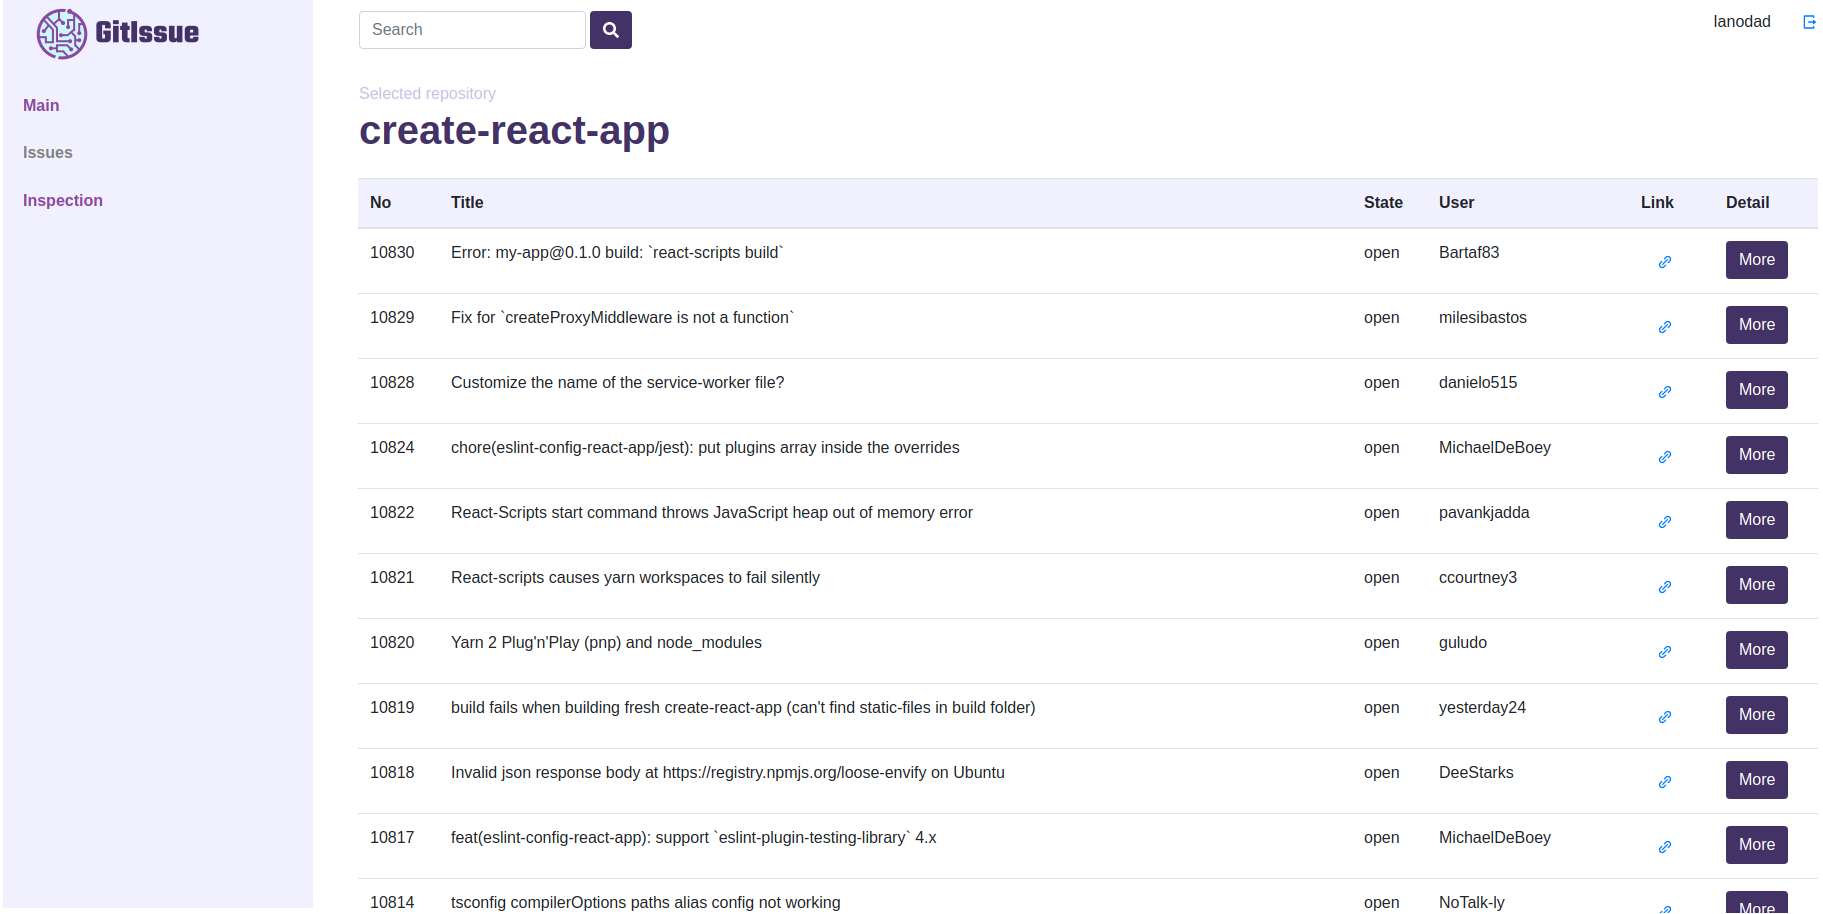 GitIssue
Search
lanodad
Main
Issues
Inspection
Selected repository
create-react-app
No Title State User Link Detail
10830 Error: my-app@0.1.0 build: `react-scripts build` open Bartaf83 More
10829 Fix for `createProxyMiddleware is not a function` open milesibastos More
10828 Customize the name of the service-worker file? open danielo515 More
10824 chore(eslint-config-react-app/jest): put plugins array inside the overrides open MichaelDeBoey More
10822 React-Scripts start command throws JavaScript heap out of memory error open pavankjadda More
10821 React-scripts causes yarn workspaces to fail silently open ccourtney3 More
10820 Yarn 2 Plug'n'Play (pnp) and node_modules open guludo More
10819 build fails when building fresh create-react-app (can't find static-files in build folder) open yesterday24 More
10818 Invalid json response body at https://registry.npmjs.org/loose-envify on Ubuntu open DeeStarks More
10817 feat(eslint-config-react-app): support `eslint-plugin-testing-library` 4.x open MichaelDeBoey More
10814 tsconfig compilerOptions paths alias config not working open NoTalk-ly More